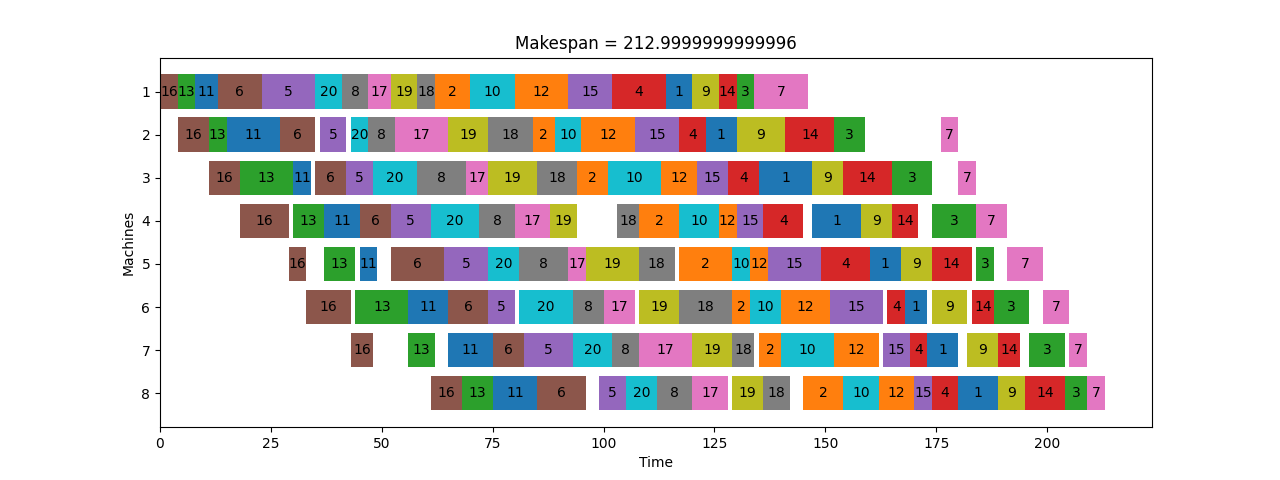 Makespan = 212.9999999999996
1 16 13 11 6 5 20 8 17 19 18 2 10 12 15 4 1 9 14 3 7
2 16 13 11 6 5 20 8 17 19 18 2 10 12 15 4 1 9 14 3 7
3 16 13 11 6 5 20 8 17 19 18 2 10 12 15 4 1 9 14 3 7
4 16 13 11 6 5 20 8 17 19 18 2 10 12 15 4 1 9 14 3 7
5 16 13 11 6 5 20 8 17 19 18 2 10 12 15 4 1 9 14 3 7
6 16 13 11 6 5 20 8 17 19 18 2 10 12 15 4 1 9 14 3 7
7 16 13 11 6 5 20 8 17 19 18 2 10 12 15 4 1 9 14 3 7
8 16 13 11 6 5 20 8 17 19 18 2 10 12 15 4 1 9 14 3 7
Machines
0 25 50 75 100 125 150 175 200
Time